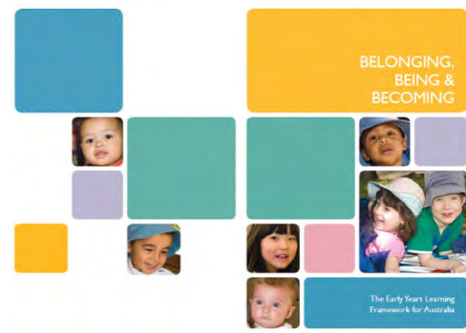 BELONGING,
BEING &
BECOMING
The Early Years Learning
Framework for Australia